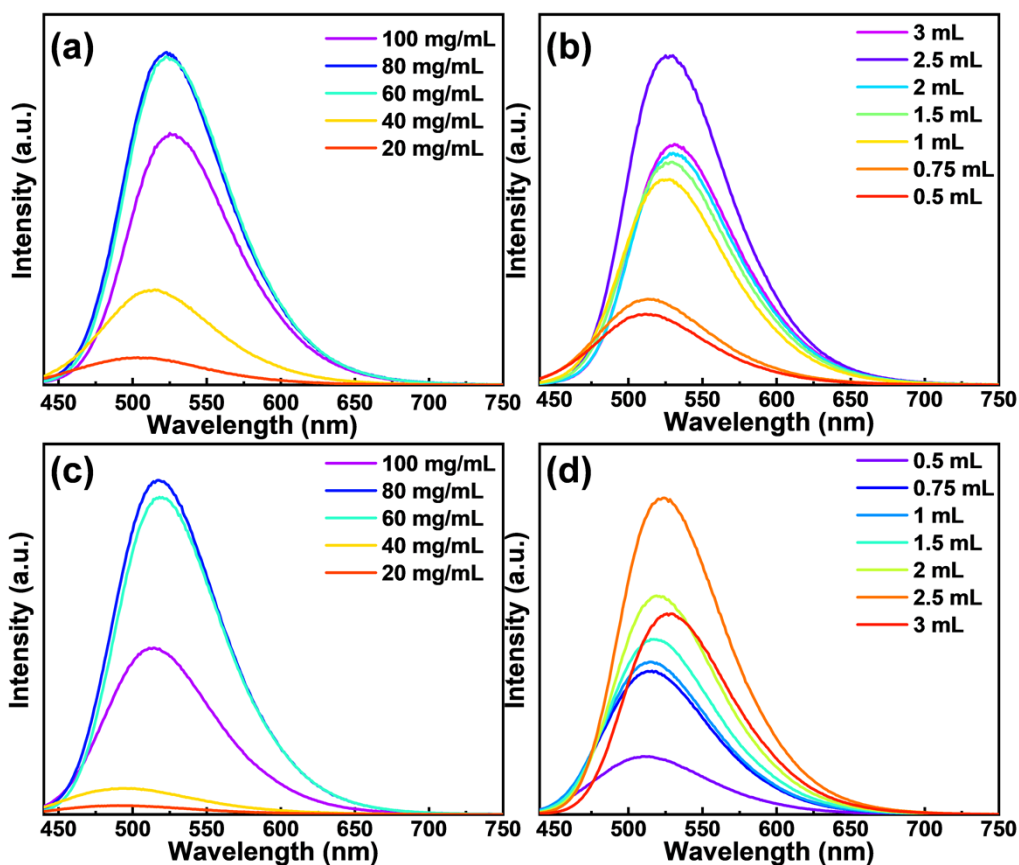 (a)
100 mg/mL
80 mg/mL
60 mg/mL
40 mg/mL
20 mg/mL
Intensity (a.u.)
450 500 550 600 650 700 750
Wavelength (nm)
(b)
3 mL
2.5 mL
2 mL
1.5 mL
1 mL
0.75 mL
0.5 mL
Intensity (a.u.)
450 500 550 600 650 700 750
Wavelength (nm)
(c)
100 mg/mL
80 mg/mL
60 mg/mL
40 mg/mL
20 mg/mL
Intensity (a.u.)
450 500 550 600 650 700 750
Wavelength (nm)
(d)
0.5 mL
0.75 mL
1 mL
1.5 mL
2 mL
2.5 mL
3 mL
Intensity (a.u.)
450 500 550 600 650 700 750
Wavelength (nm)